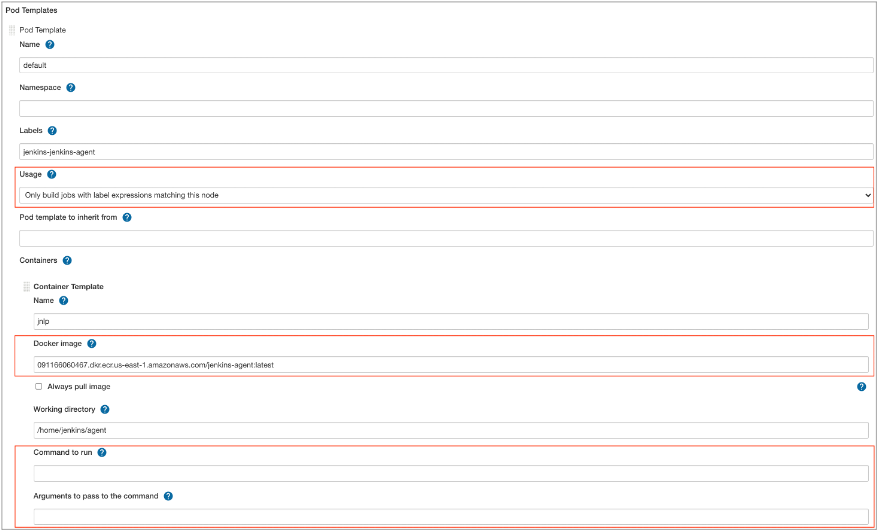 Pod Templates
Pod Template
Name ?
default
Namespace ?
Labels ?
jenkins-jenkins-agent
Usage ?
Only build jobs with label expressions matching this node
Pod template to inherit from ?
Containers ?
Container Template
Name ?
jnlp
Docker image ?
091166060467.dkr.ecr.us-east-1.amazonaws.com/jenkins-agent:latest
Always pull image ?
Working directory ?
/home/jenkins/agent
Command to run ?
Arguments to pass to the command ?